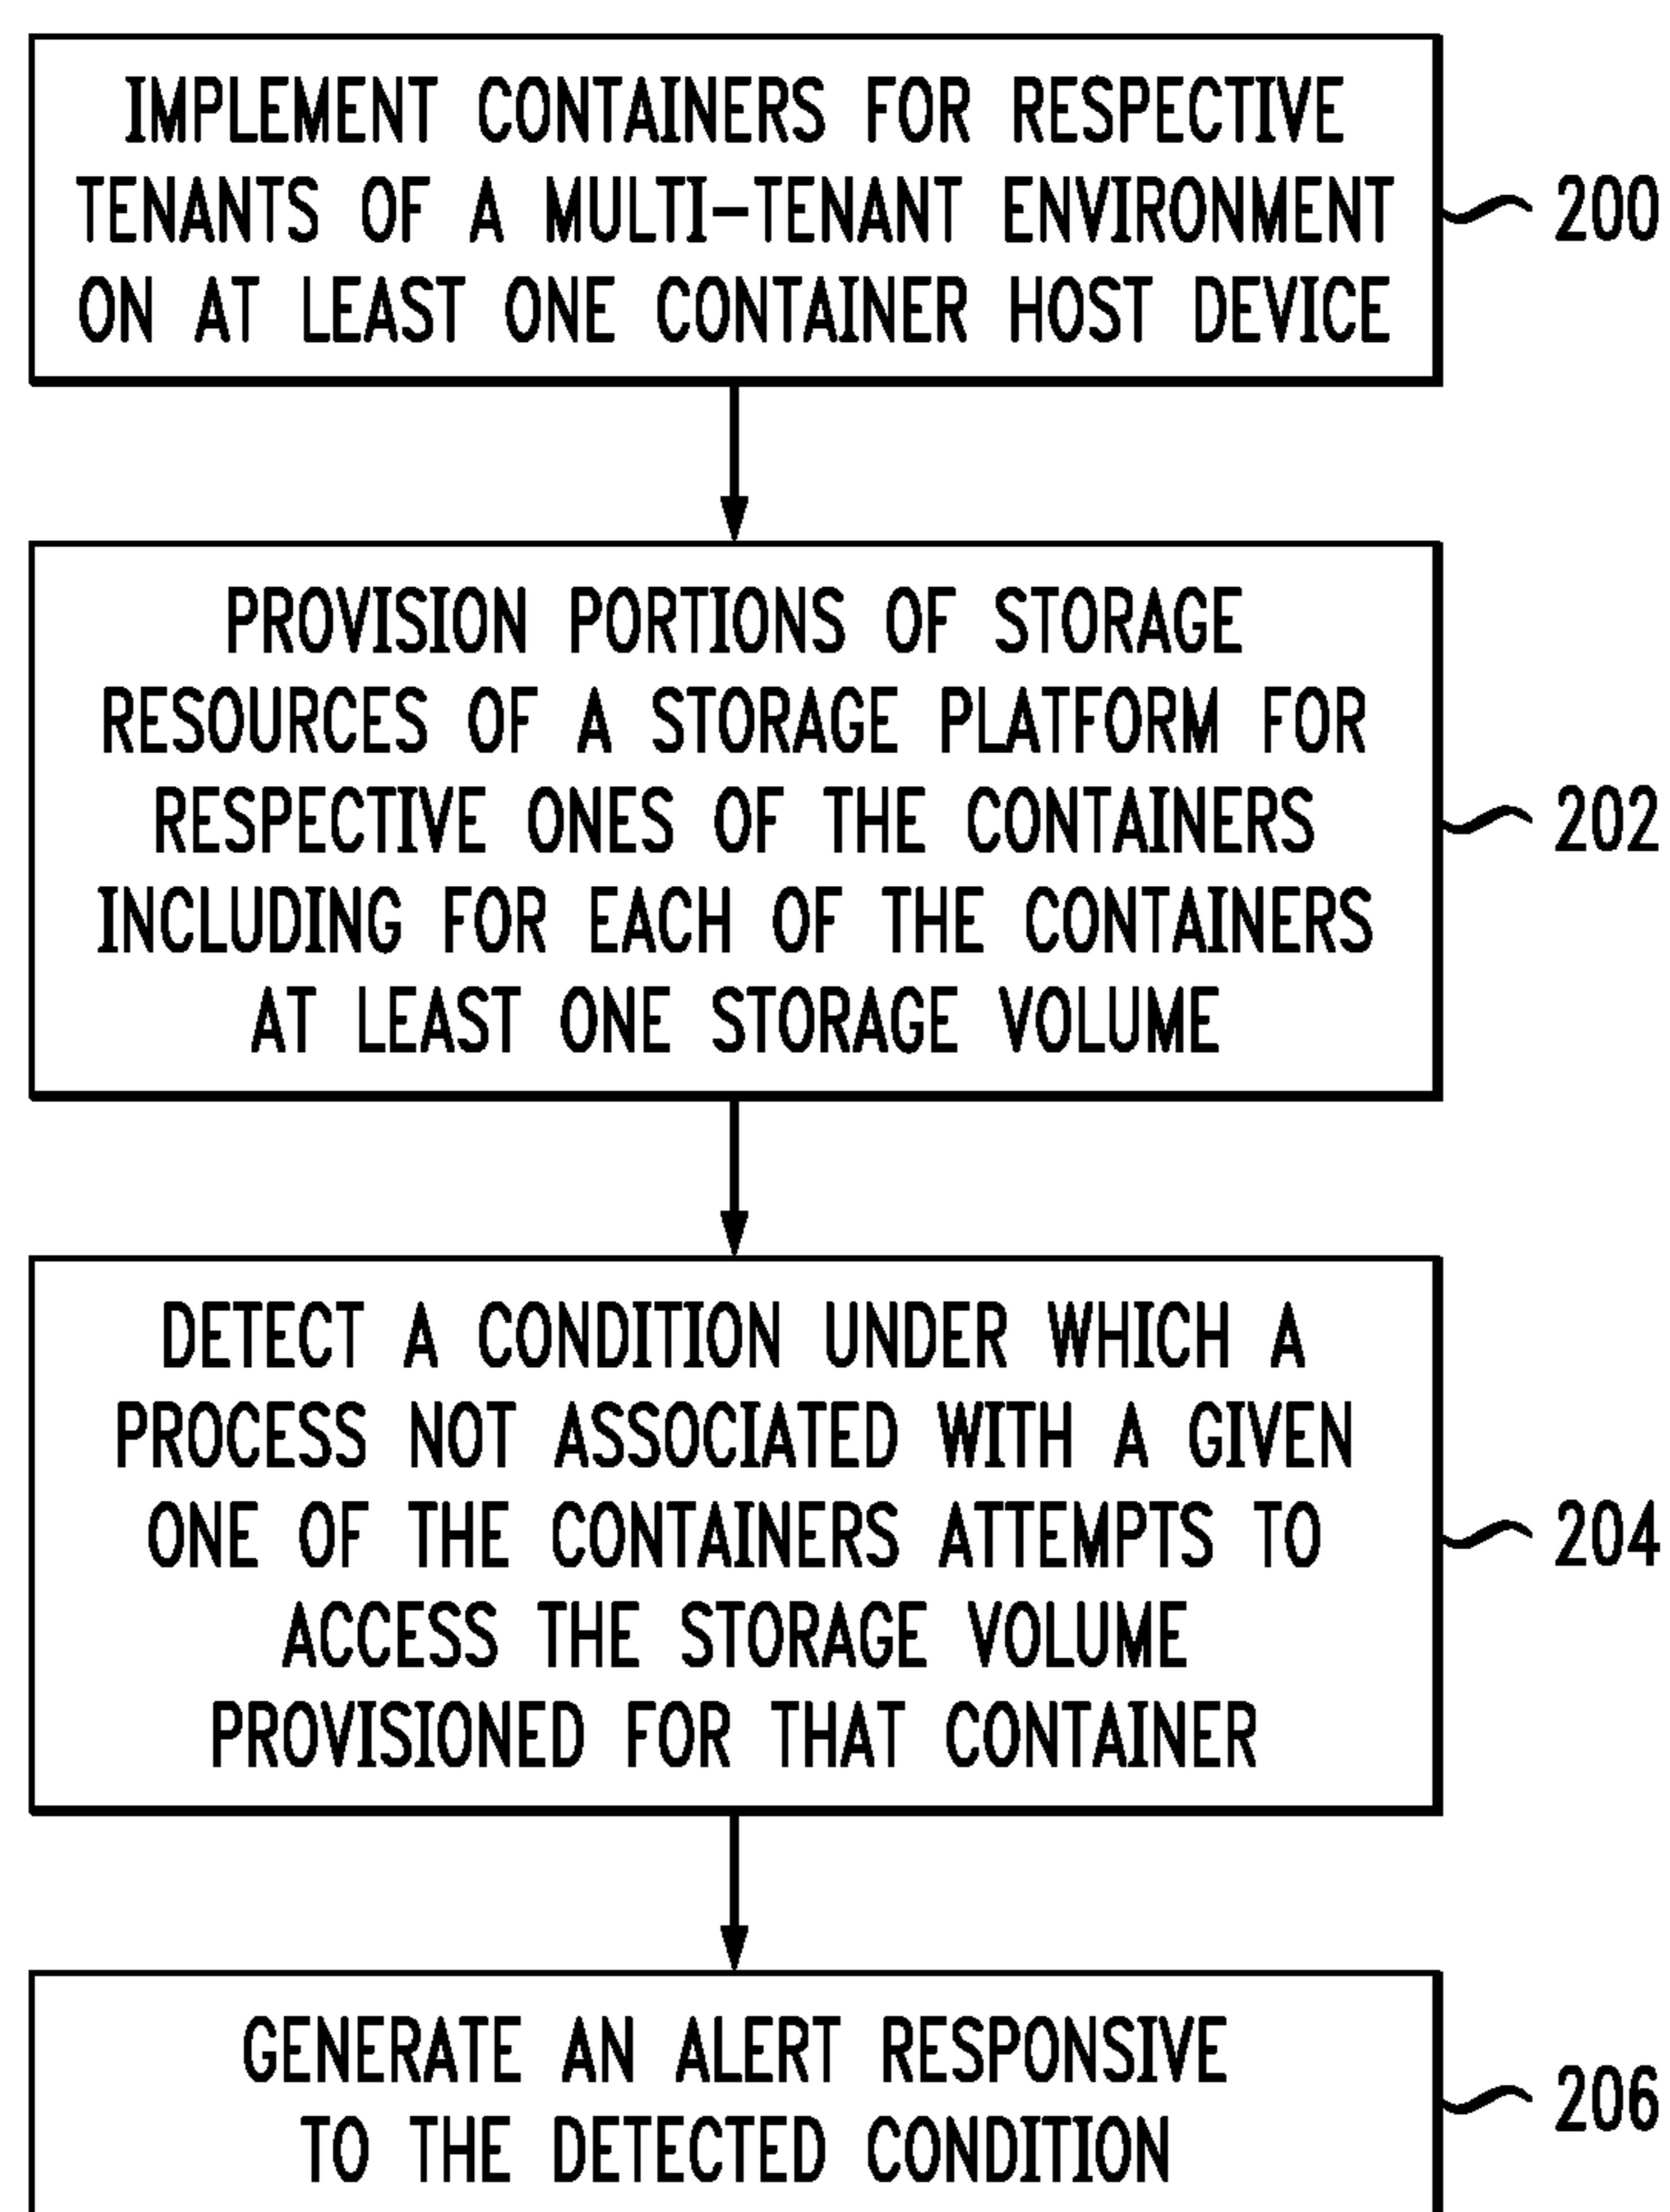 IMPLEMENT CONTAINERS FOR RESPECTIVE
TENANTS OF A MULTI-TENANT ENVIRONMENT
ON AT LEAST ONE CONTAINER HOST DEVICE
200
PROVISION PORTIONS OF STORAGE
RESOURCES OF A STORAGE PLATFORM FOR
RESPECTIVE ONES OF THE CONTAINERS
INCLUDING FOR EACH OF THE CONTAINERS
AT LEAST ONE STORAGE VOLUME
202
DETECT A CONDITION UNDER WHICH A
PROCESS NOT ASSOCIATED WITH A GIVEN
ONE OF THE CONTAINERS ATTEMPTS TO
ACCESS THE STORAGE VOLUME
PROVISIONED FOR THAT CONTAINER
204
GENERATE AN ALERT RESPONSIVE
TO THE DETECTED CONDITION
206